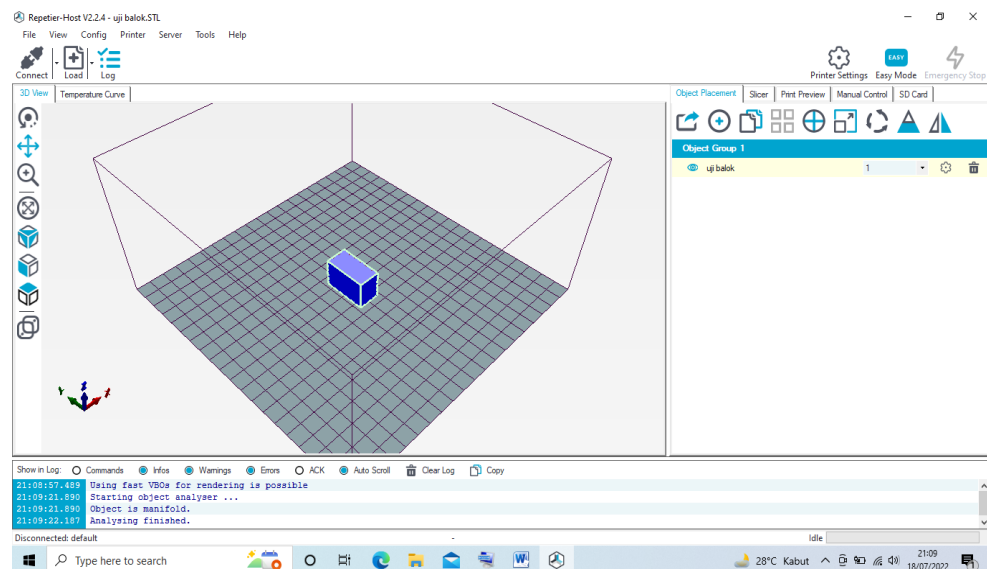 Repetier-Host V2.2.4 - uji balok.STL
File View Config Printer Server Tools Help
Connect Load Log Printer Settings Easy Mode Emergency Stop
EASY
3D View Temperature Curve Object Placement Slicer Print Preview Manual Control SD Card
Object Group 1
uji balok 1
Y Z X
Show in Log: Commands Infos Warnings Errors ACK Auto Scroll Clear Log Copy
21:08:57.489 Using fast VBOs for rendering is possible
21:09:21.890 Starting object analyser ...
21:09:21.890 Object is manifold.
21:09:22.187 Analysing finished.
Disconnected: default - Idle
Type here to search 28°C Kabut 21:09
18/07/2022